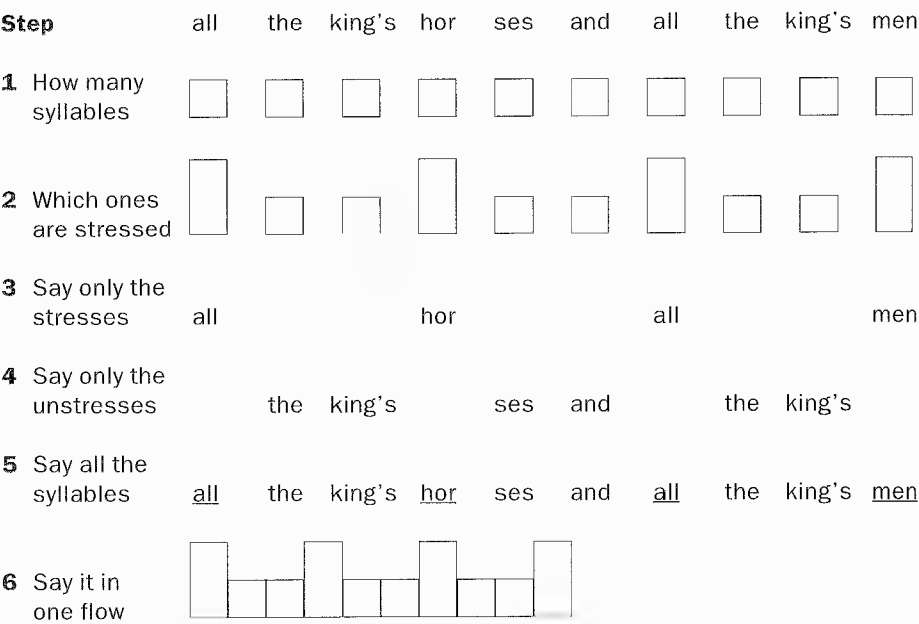 Step all the king's hor ses and all the king's men
1 How many
syllables
2 Which ones
are stressed
3 Say only the
stresses all hor all men
4 Say only the
unstresses the king's ses and the king's
5 Say all the
syllables all the king's hor ses and all the king's men
6 Say it in
one flow